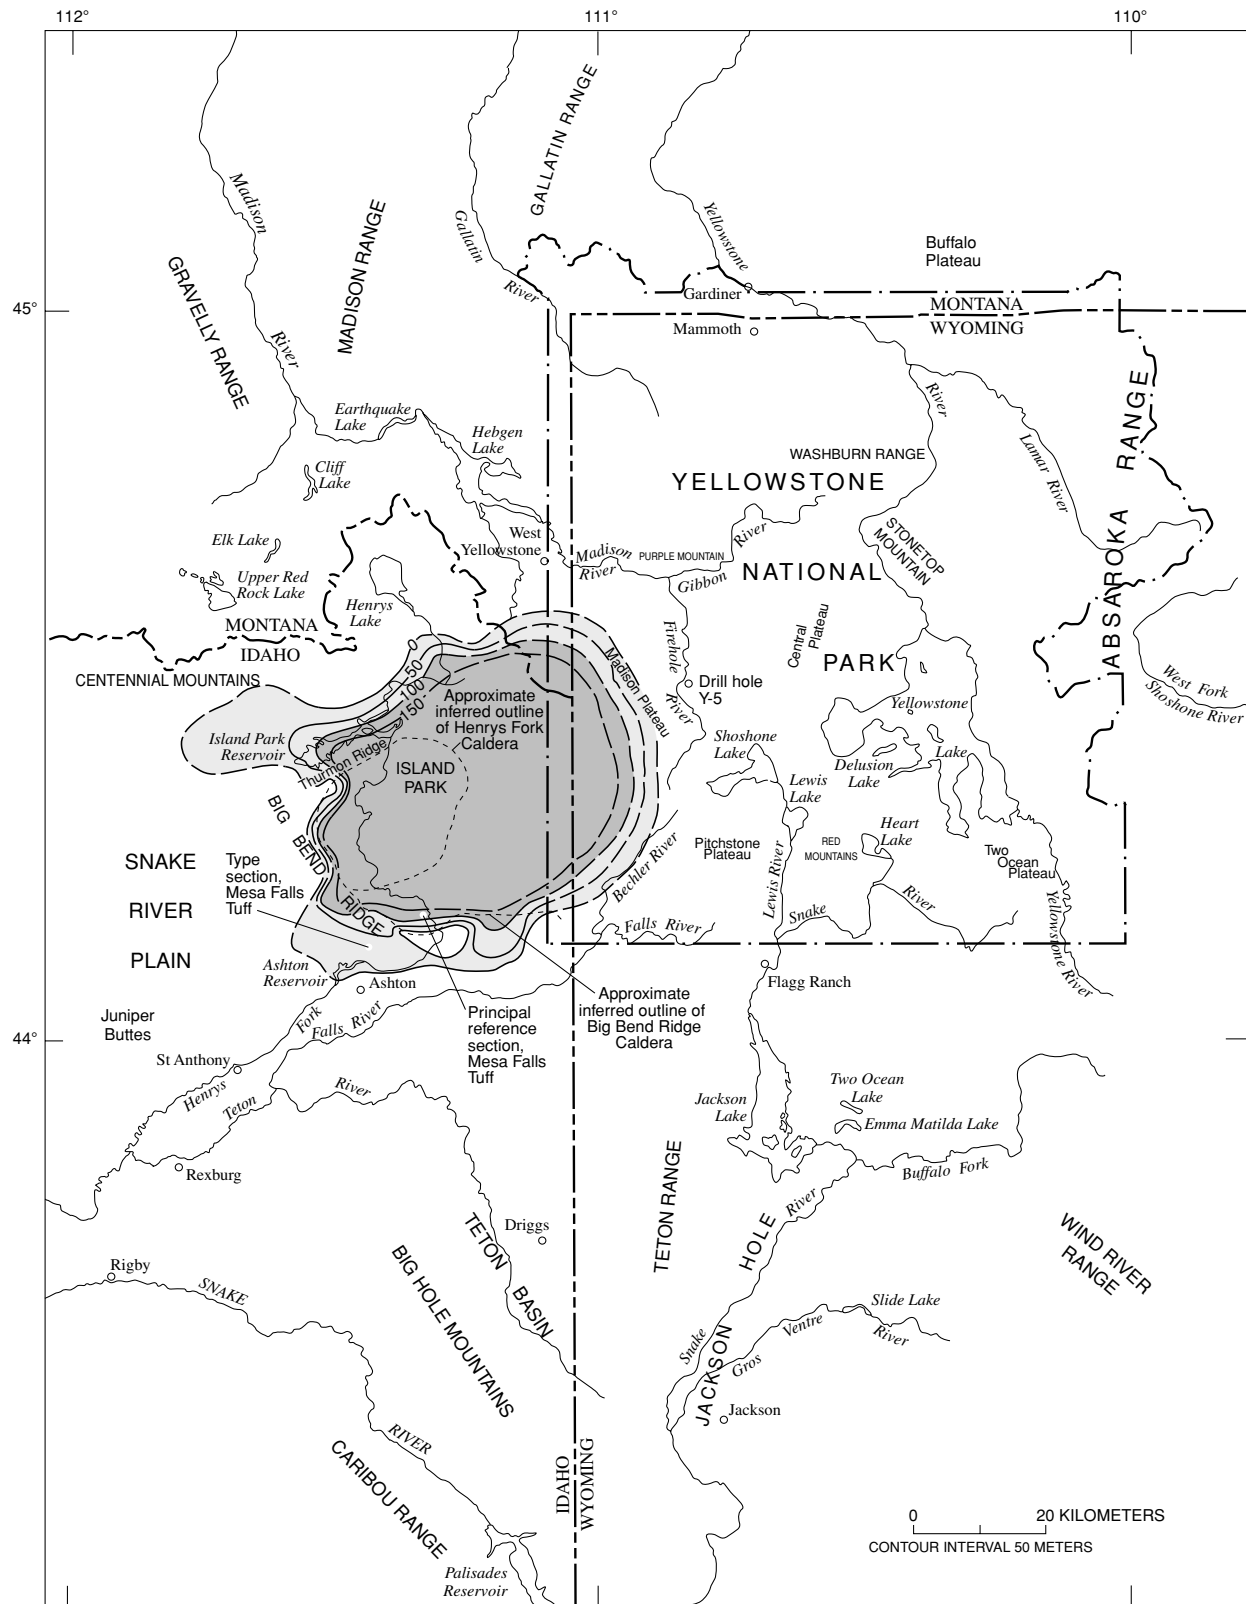 112°
111°
110°
GALLATIN RANGE
Madison
Gallatin
Yellowstone
MADISON RANGE
GRAVELLY RANGE
Buffalo
Plateau
River
Gardiner
45°
MONTANA
WYOMING
Mammoth
River
River
ABSAROKA RANGE
Earthquake
Lake
Hebgen
Lake
Lamar River
WASHBURN RANGE
Cliff
Lake
YELLOWSTONE
STONETOP
MOUNTAIN
West
Yellowstone
River
Elk Lake
Madison
River
PURPLE MOUNTAIN
Gibbon
NATIONAL
Upper Red
Rock Lake
Henrys
Lake
MONTANA
IDAHO
Firehole
River
Central
Plateau
PARK
CENTENNIAL MOUNTAINS
0
50
100
150
Madison Plateau
Drill hole
Y-5
West Fork
Shoshone River
Approximate
inferred outline
of Henrys Fork
Caldera
Yellowstone
Lake
Island Park
Reservoir
Thurmon Ridge
ISLAND
PARK
Shoshone
Lake
Delusion
Lake
Lewis
Lake
BIG BEND RIDGE
Heart
Lake
Pitchstone
Plateau
RED
MOUNTAINS
Two
Ocean
Plateau
SNAKE
RIVER
PLAIN
Type
section,
Mesa Falls
Tuff
Bechler River
Lewis River
Snake
River
Yellowstone River
Falls River
Ashton
Reservoir
Ashton
Flagg Ranch
Juniper
Buttes
Fork
Falls River
Principal
reference
section,
Mesa Falls
Tuff
Approximate
inferred outline of
Big Bend Ridge
Caldera
44°
St Anthony
Henrys
Teton
River
Two Ocean
Lake
Jackson
Lake
Emma Matilda Lake
Rexburg
Buffalo Fork
TETON RANGE
River
Driggs
TETON BASIN
JACKSON HOLE
WIND RIVER
RANGE
Rigby
SNAKE
BIG HOLE MOUNTAINS
Slide Lake
Ventre
River
Snake
Gros
Jackson
RIVER
CARIBOU RANGE
IDAHO
WYOMING
0
20 KILOMETERS
CONTOUR INTERVAL 50 METERS
Palisades
Reservoir